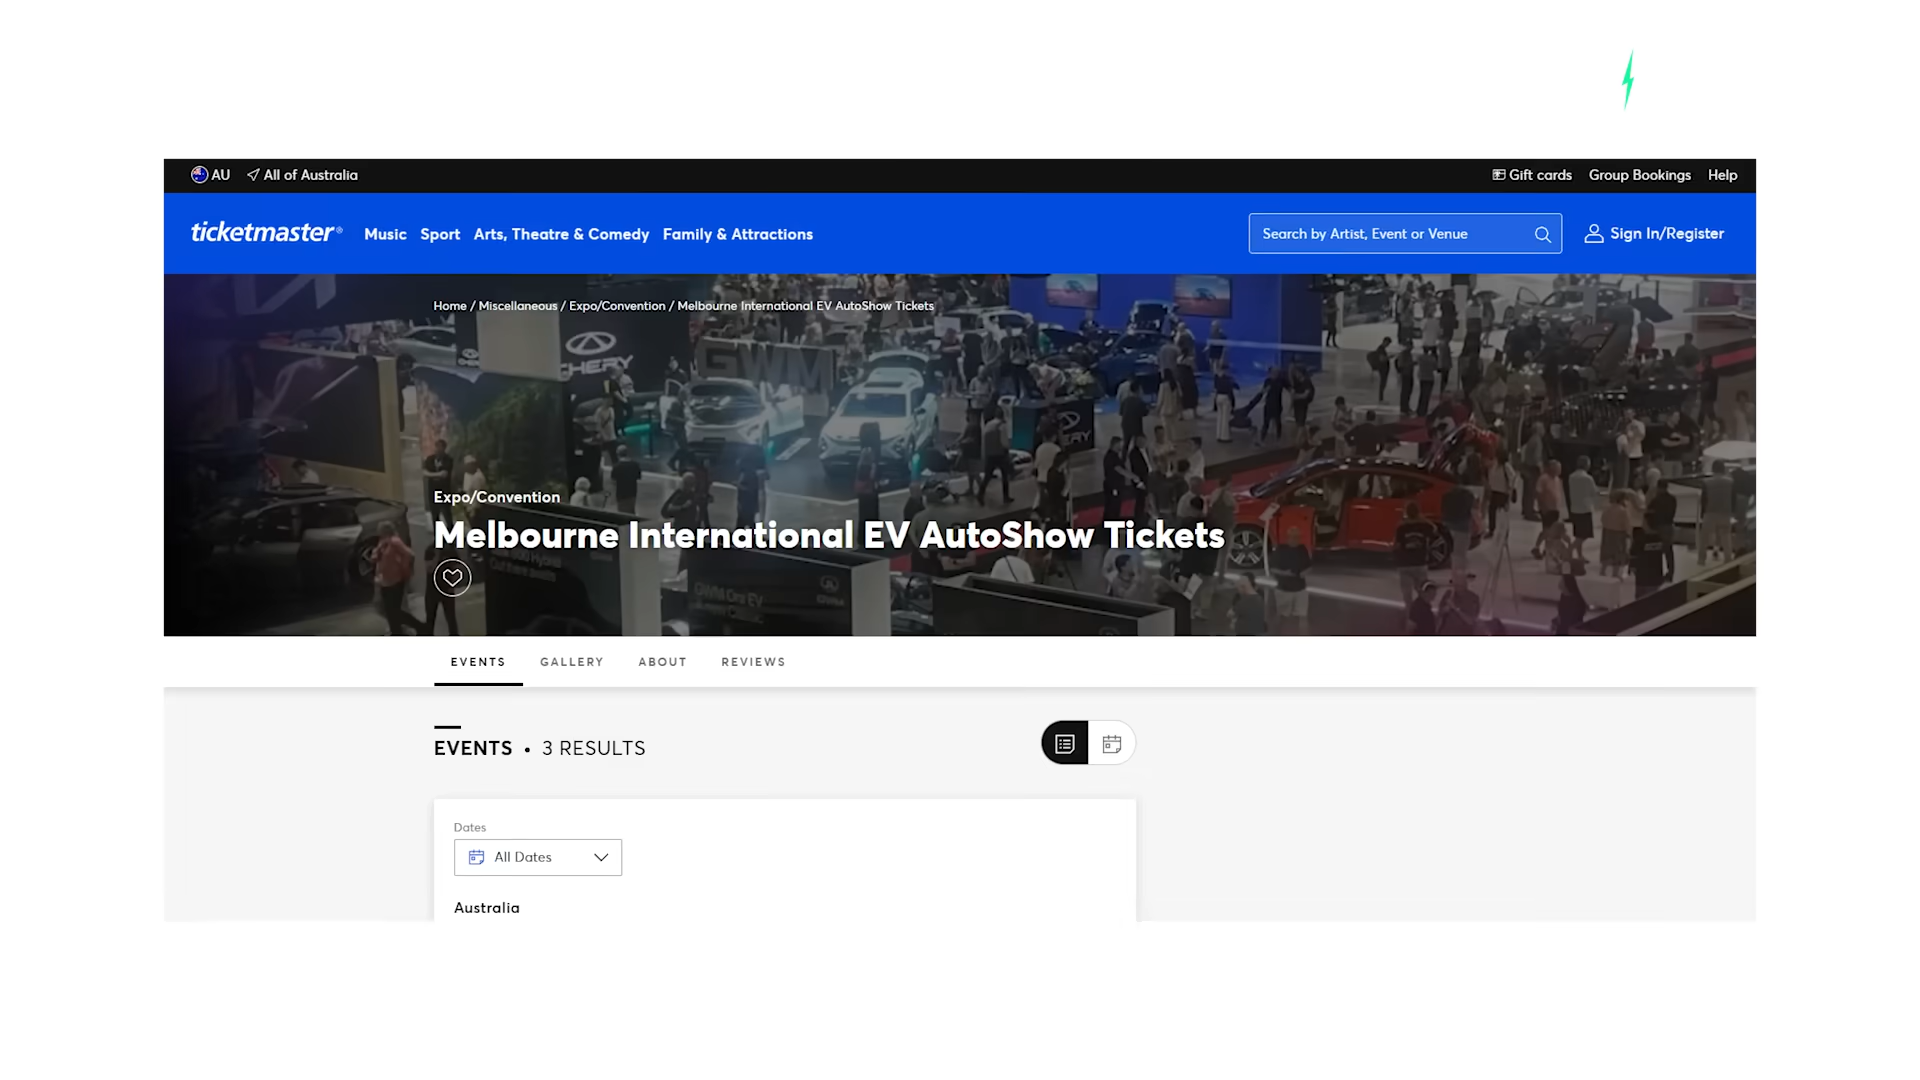 AU All of Australia Gift cards Group Bookings Help
ticketmaster® Music Sport Arts, Theatre & Comedy Family & Attractions Search by Artist, Event or Venue Sign In/Register
Home / Miscellaneous / Expo/Convention / Melbourne International EV AutoShow Tickets
CHERY
GWM
Expo/Convention
Melbourne International EV AutoShow Tickets
EVENTS GALLERY ABOUT REVIEWS
EVENTS • 3 RESULTS
Dates
All Dates
Australia